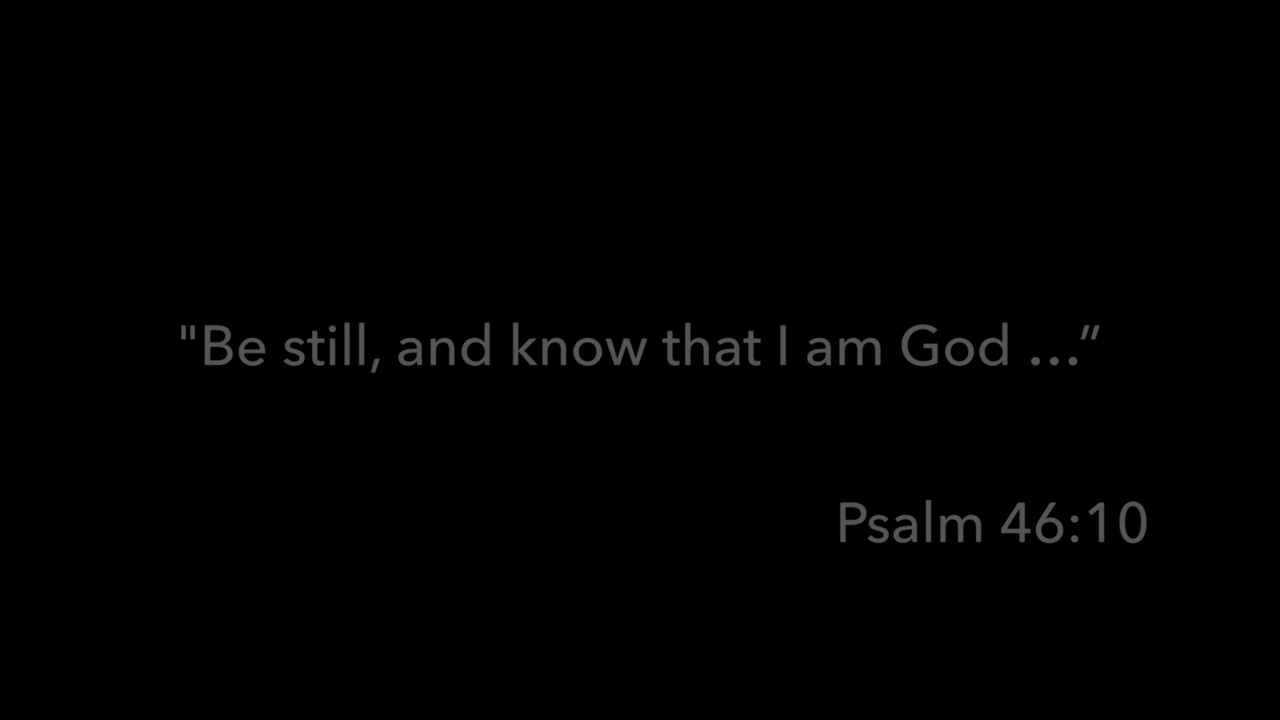 "Be still, and know that I am God …”
Psalm 46:10